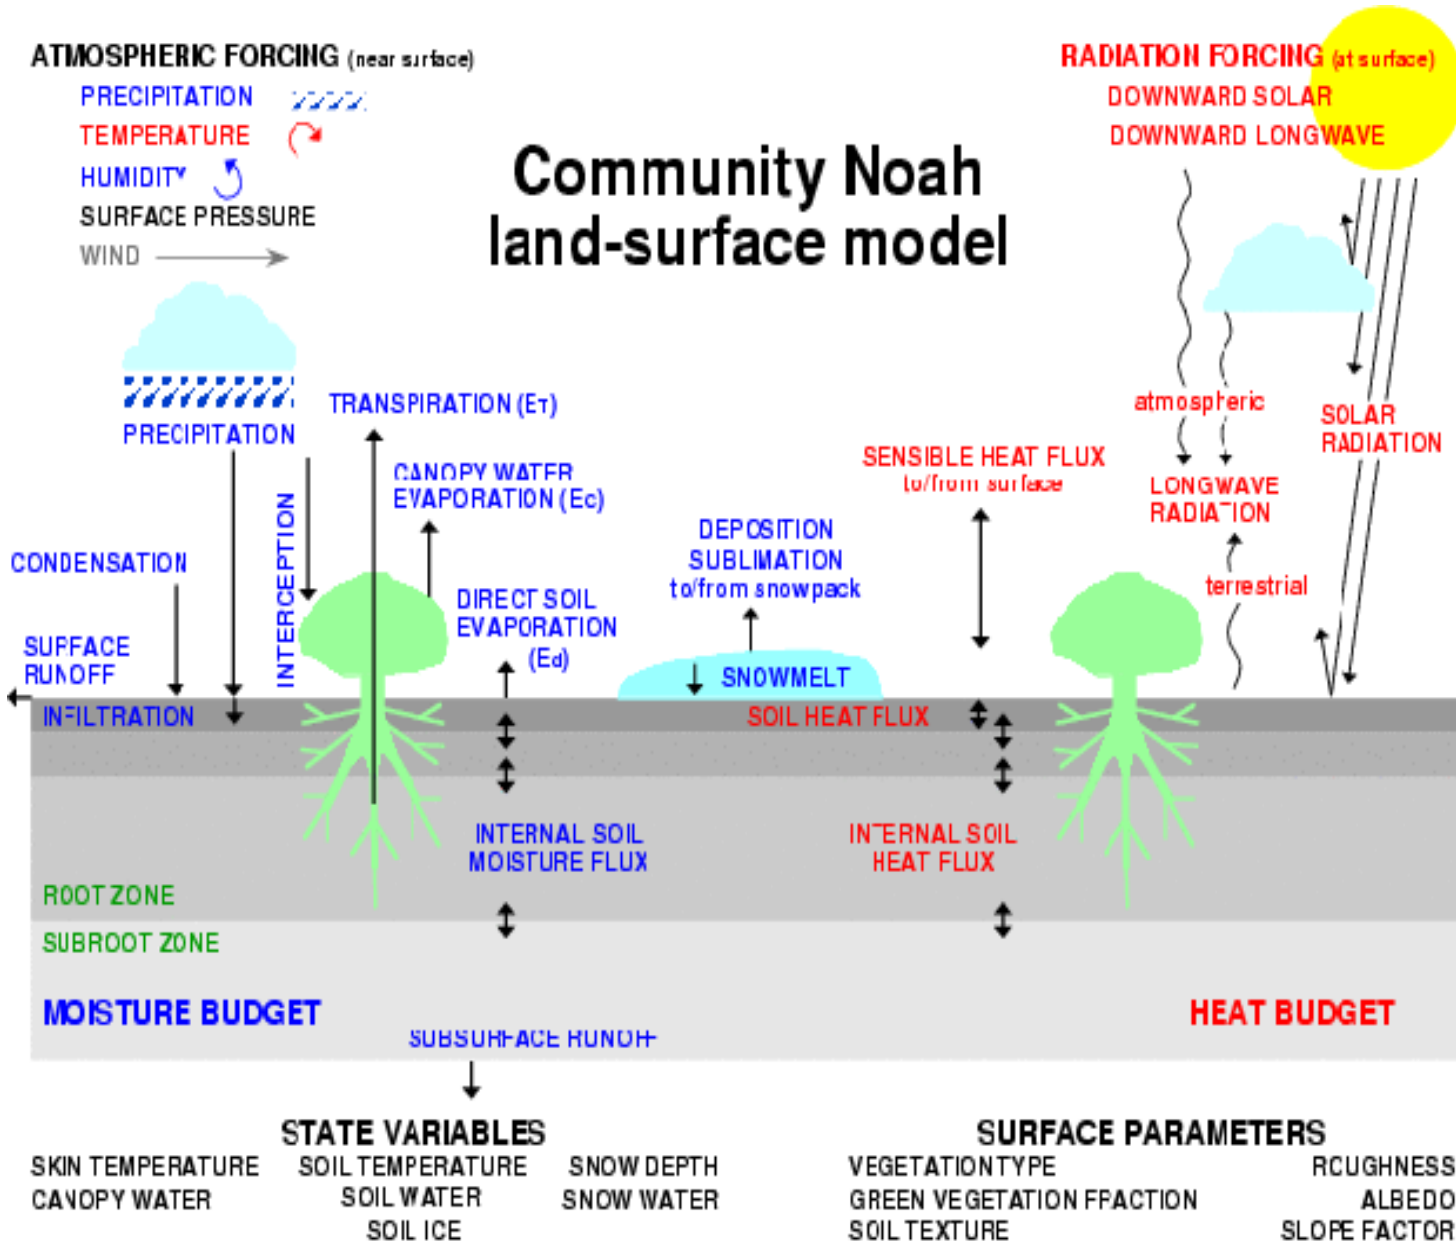 ATMOSPHERIC FORCING (near surface)
PRECIPITATION
TEMPERATURE
HUMIDITY
SURFACE PRESSURE
WIND
RADIATION FORCING (at surface)
DOWNWARD SOLAR
DOWNWARD LONGWAVE
Community Noah
land-surface model
PRECIPITATION
TRANSPIRATION (ET)
CANOPY WATER
EVAPORATION (Ec)
CONDENSATION
INTERCEPTION
DIRECT SOIL
EVAPORATION
(Ed)
SURFACE
RUNOFF
DEPOSITION
SUBLIMATION
to/from snowpack
SNOWMELT
SENSIBLE HEAT FLUX
to/from surface
atmospheric
LONGWAVE
RADIATION
terrestrial
SOLAR
RADIATION
INFILTRATION
SOIL HEAT FLUX
INTERNAL SOIL
MOISTURE FLUX
INTERNAL SOIL
HEAT FLUX
ROOT ZONE
SUBROOT ZONE
MOISTURE BUDGET
HEAT BUDGET
SUBSURFACE RUNOFF
STATE VARIABLES
SKIN TEMPERATURE SOIL TEMPERATURE SNOW DEPTH
CANOPY WATER SOIL WATER SNOW WATER
SOIL ICE
SURFACE PARAMETERS
VEGETATION TYPE ROUGHNESS
GREEN VEGETATION FRACTION ALBEDO
SOIL TEXTURE SLOPE FACTOR